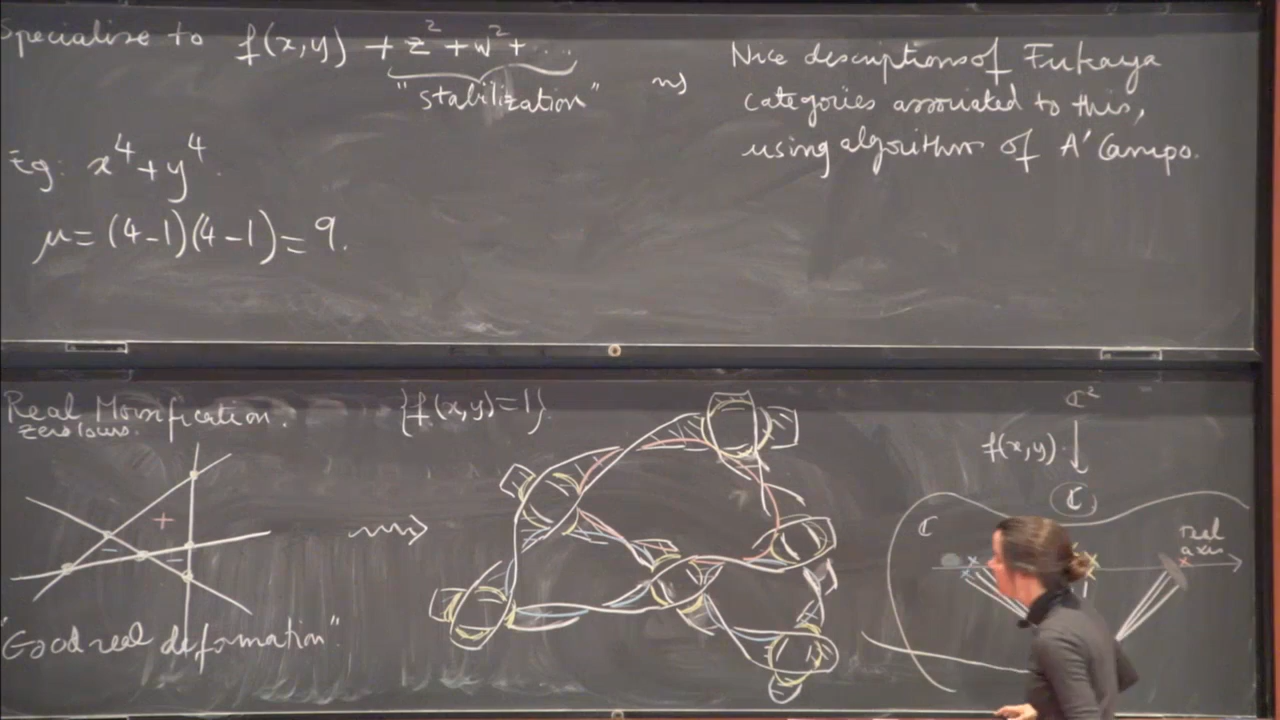 Specialise to f(x,y) + z² + w² + ...
"stabilization"
⇝ Nice descriptions of Fukaya
categories associated to this,
using algorithm of A'Campo.
Eg: x⁴ + y⁴.
μ = (4-1)(4-1) = 9.
Real Morsification.
zero locus.
+
-
-
"Good real deformation"
{f(x,y) = 1}
ℂ²
f(x,y)
ℂ
ℂ
real
axis